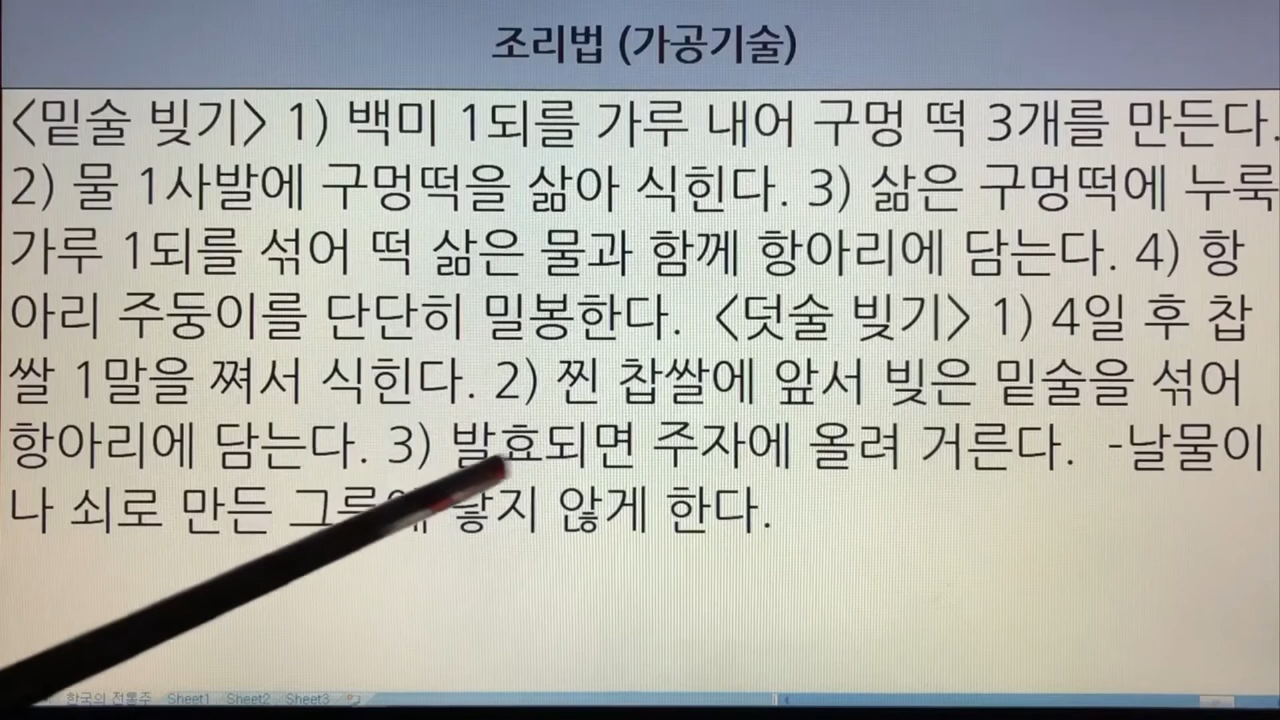 조리법 (가공기술)
<밑술 빚기> 1) 백미 1되를 가루 내어 구멍 떡 3개를 만든다.
2) 물 1사발에 구멍떡을 삶아 식힌다. 3) 삶은 구멍떡에 누룩
가루 1되를 섞어 떡 삶은 물과 함께 항아리에 담는다. 4) 항
아리 주둥이를 단단히 밀봉한다. <덧술 빚기> 1) 4일 후 찹
쌀 1말을 쪄서 식힌다. 2) 찐 찹쌀에 앞서 빚은 밑술을 섞어
항아리에 담는다. 3) 발효되면 주자에 올려 거른다. -날물이
나 쇠로 만든 그릇에 닿지 않게 한다.
한국의 전통주 Sheet1 Sheet2 Sheet3